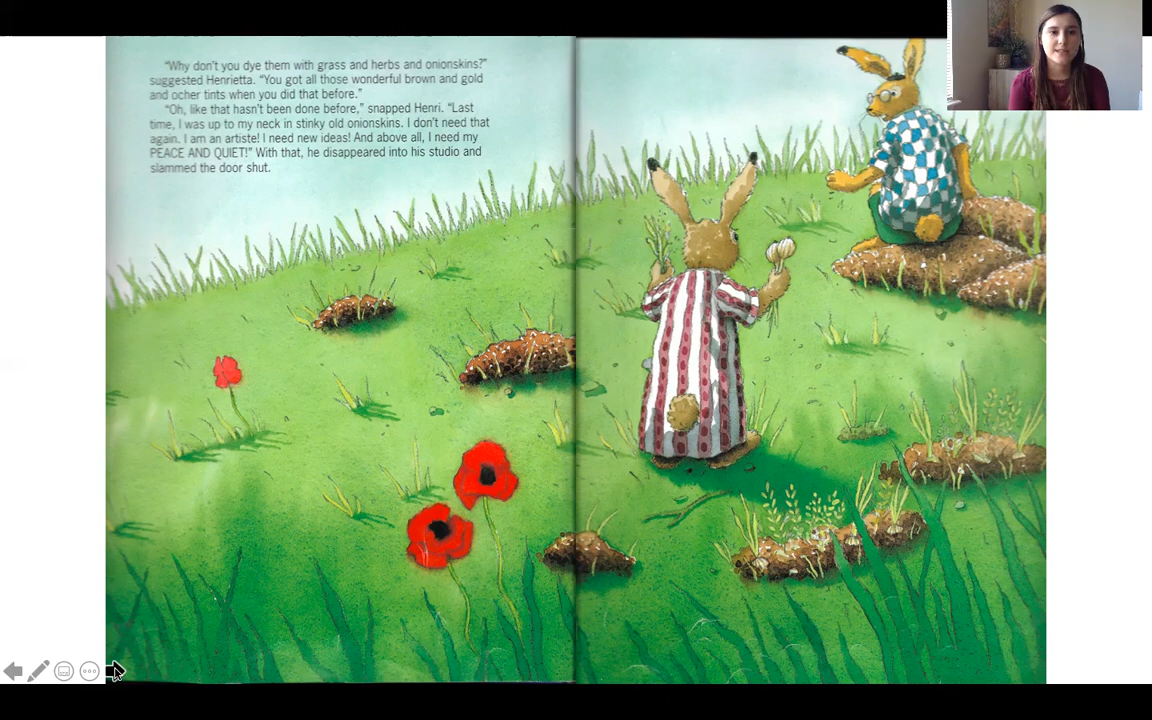 “Why don’t you dye them with grass and herbs and onionskins?”
suggested Henrietta. “You got all those wonderful brown and gold
and ocher tints when you did that before.”
“Oh, like that hasn’t been done before,” snapped Henri. “Last
time, I was up to my neck in stinky old onionskins. I don’t need that
again. I am an artiste! I need new ideas! And above all, I need my
PEACE AND QUIET!” With that, he disappeared into his studio and
slammed the door shut.